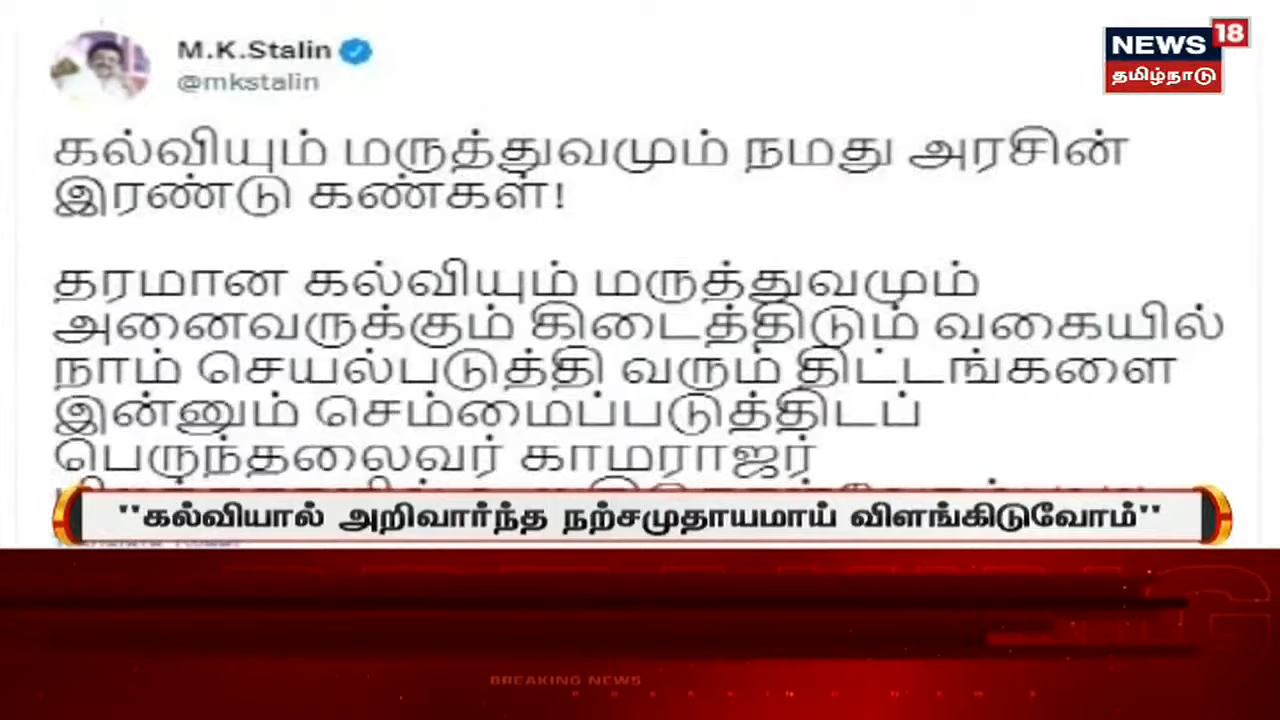 M.K.Stalin
@mkstalin
NEWS 18
தமிழ்நாடு
கல்வியும் மருத்துவமும் நமது அரசின்
இரண்டு கண்கள்!
தரமான கல்வியும் மருத்துவமும்
அனைவருக்கும் கிடைத்திடும் வகையில்
நாம் செயல்படுத்தி வரும் திட்டங்களை
இன்னும் செம்மைப்படுத்திடப்
பெருந்தலைவர் காமராஜர்
"கல்வியால் அறிவார்ந்த நற்சமுதாயமாய் விளங்கிடுவோம்"
BREAKING NEWS